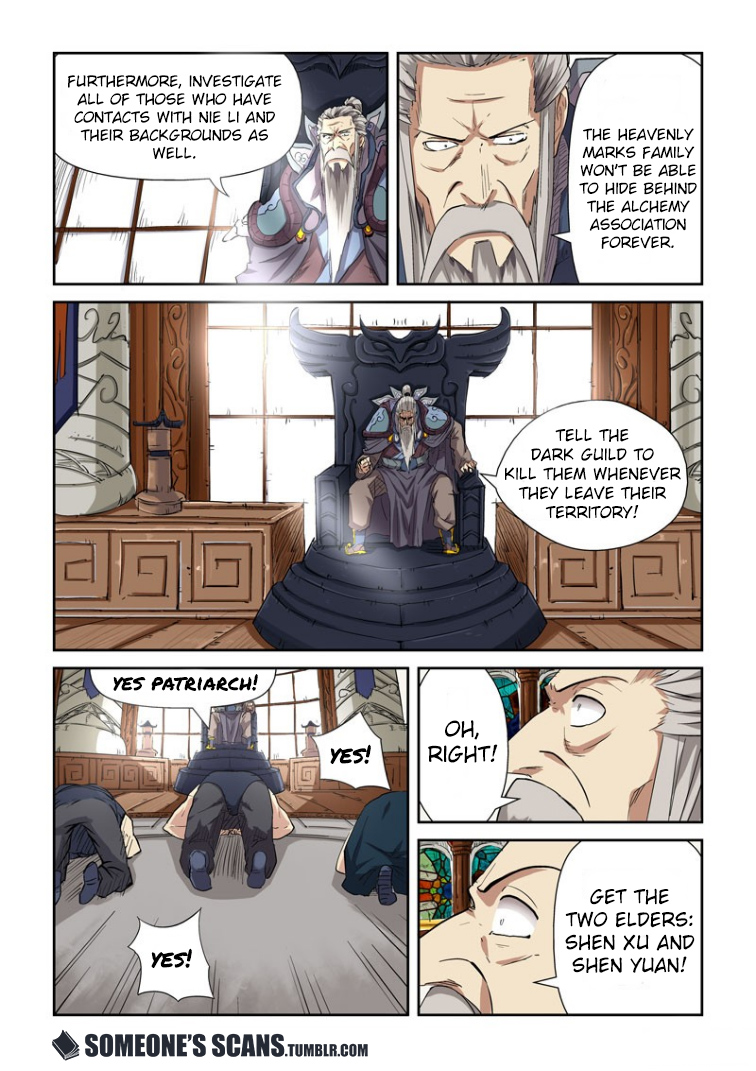 FURTHERMORE, INVESTIGATE
ALL OF THOSE WHO HAVE
CONTACTS WITH NIE LI AND
THEIR BACKGROUNDS AS
WELL.
THE HEAVENLY
MARKS FAMILY
WON'T BE ABLE
TO HIDE BEHIND
THE ALCHEMY
ASSOCIATION
FOREVER.
TELL THE
DARK GUILD TO
KILL THEM WHENEVER
THEY LEAVE THEIR
TERRITORY!
YES PATRIARCH!
YES!
YES!
OH,
RIGHT!
GET THE
TWO ELDERS:
SHEN XU AND
SHEN YUAN!
SOMEONE'S SCANS.TUMBLR.COM